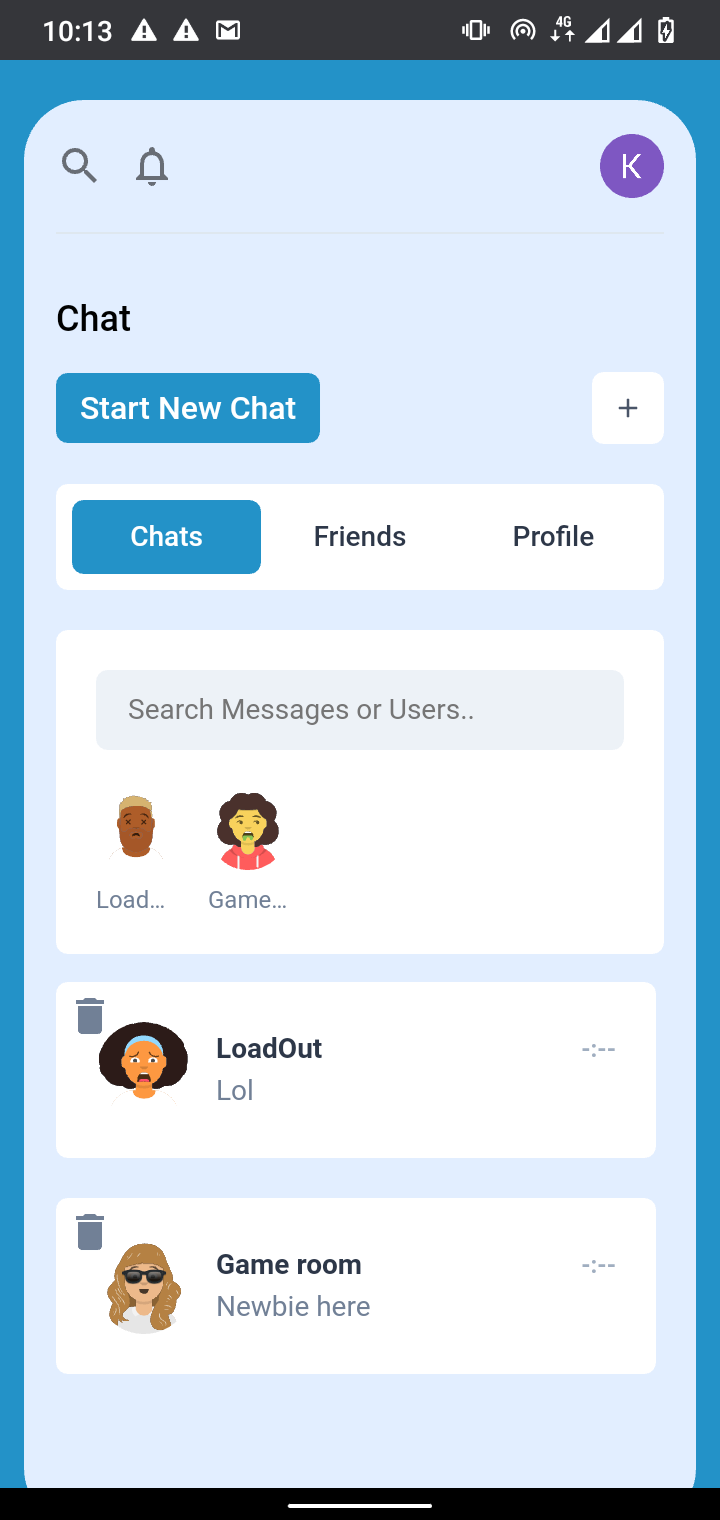 10:13
4G
K
Chat
Start New Chat
+
Chats Friends Profile
Search Messages or Users..
Load... Game...
LoadOut -:--
Lol
Game room -:--
Newbie here